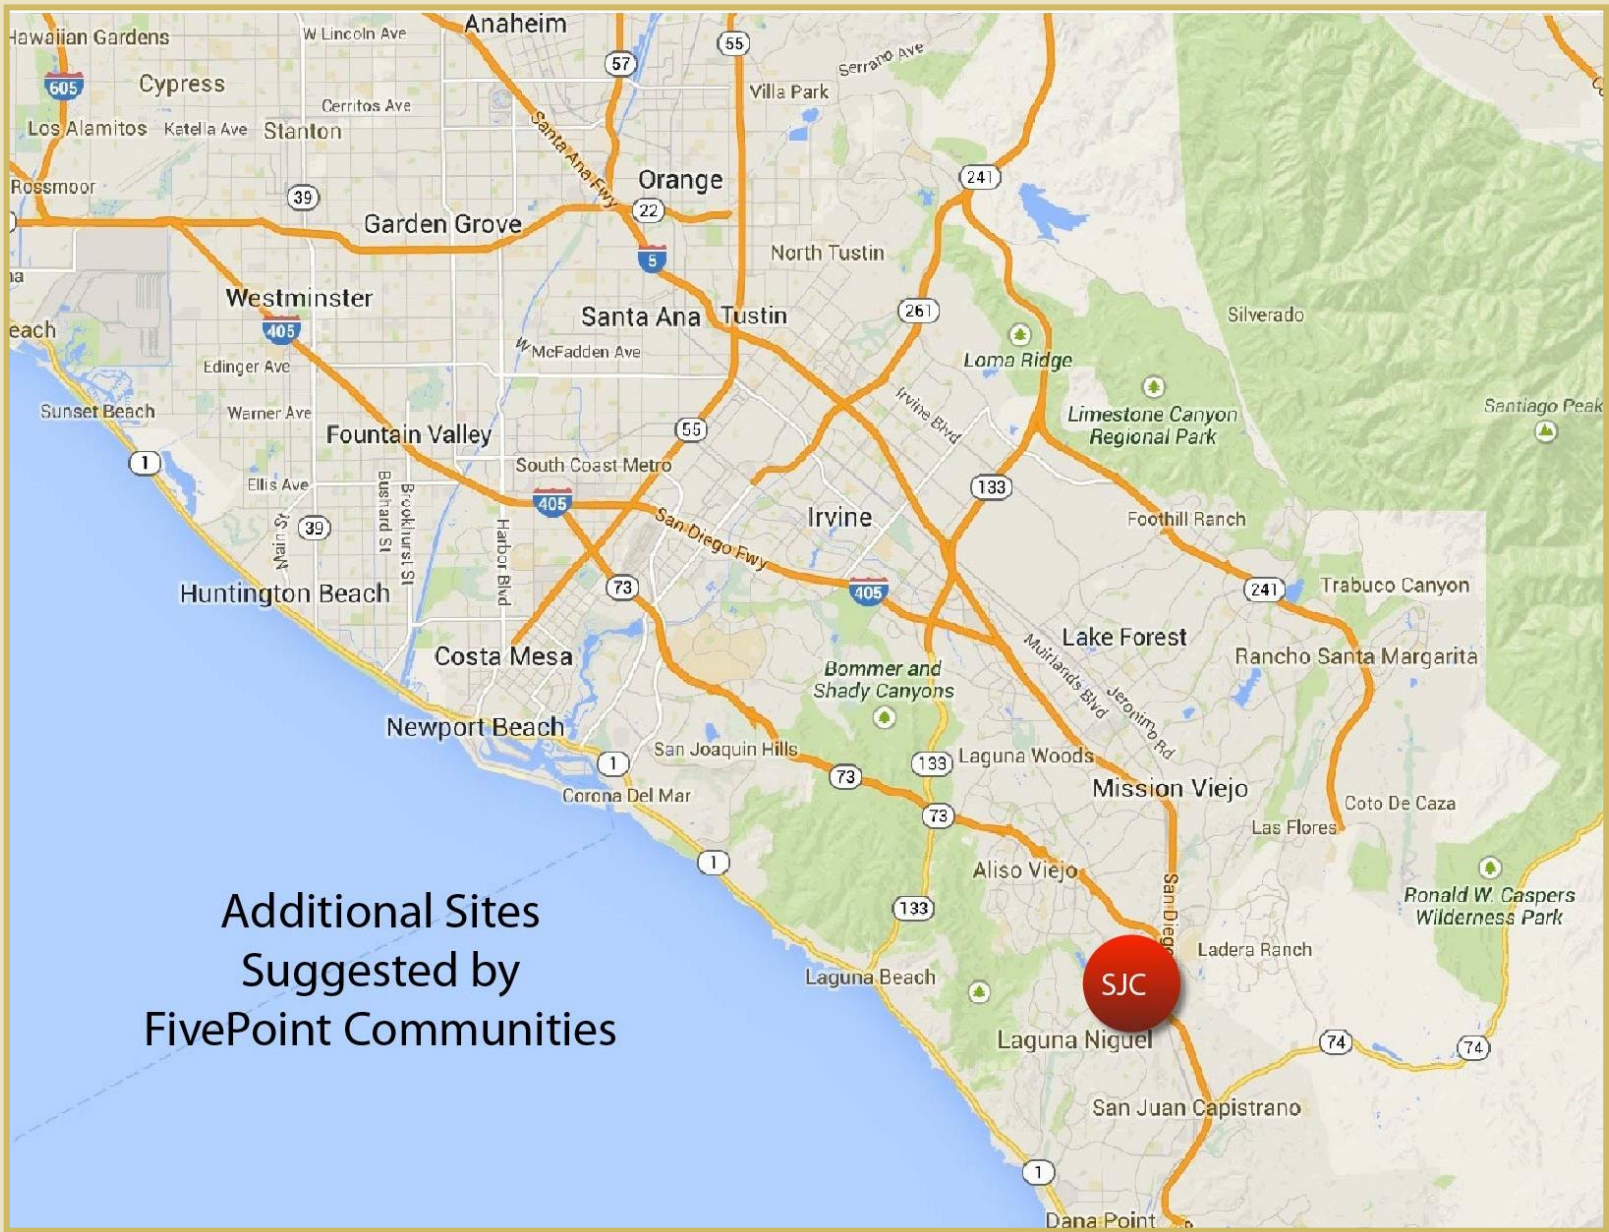 Anaheim
Hawaiian Gardens
W Lincoln Ave
55
57
Serrano Ave
605
Cypress
Villa Park
Cerritos Ave
Los Alamitos
Katella Ave
Stanton
Santa Ana Fwy
Rossmoor
Orange
241
39
22
Garden Grove
North Tustin
5
Westminster
261
Silverado
Santa Ana
Tustin
405
each
W McFadden Ave
Loma Ridge
Edinger Ave
Sunset Beach
Warner Ave
Irvine Blvd
Limestone Canyon
Regional Park
Santiago Peak
Fountain Valley
55
1
South Coast Metro
Ellis Ave
Bushard St
Brookhurst St
133
405
Harbor Blvd
San Diego Fwy
Irvine
Foothill Ranch
Main St
39
Huntington Beach
73
405
241
Trabuco Canyon
Costa Mesa
Muirlands Blvd
Lake Forest
Rancho Santa Margarita
Bommer and
Shady Canyons
Jeronimo Rd
Newport Beach
San Joaquin Hills
1
133
Laguna Woods
73
Mission Viejo
Corona Del Mar
Coto De Caza
73
Las Flores
1
Aliso Viejo
San Diego
Ronald W. Caspers
Wilderness Park
133
Additional Sites
Suggested by
FivePoint Communities
Ladera Ranch
Laguna Beach
SJC
Laguna Niguel
74
74
San Juan Capistrano
1
Dana Point